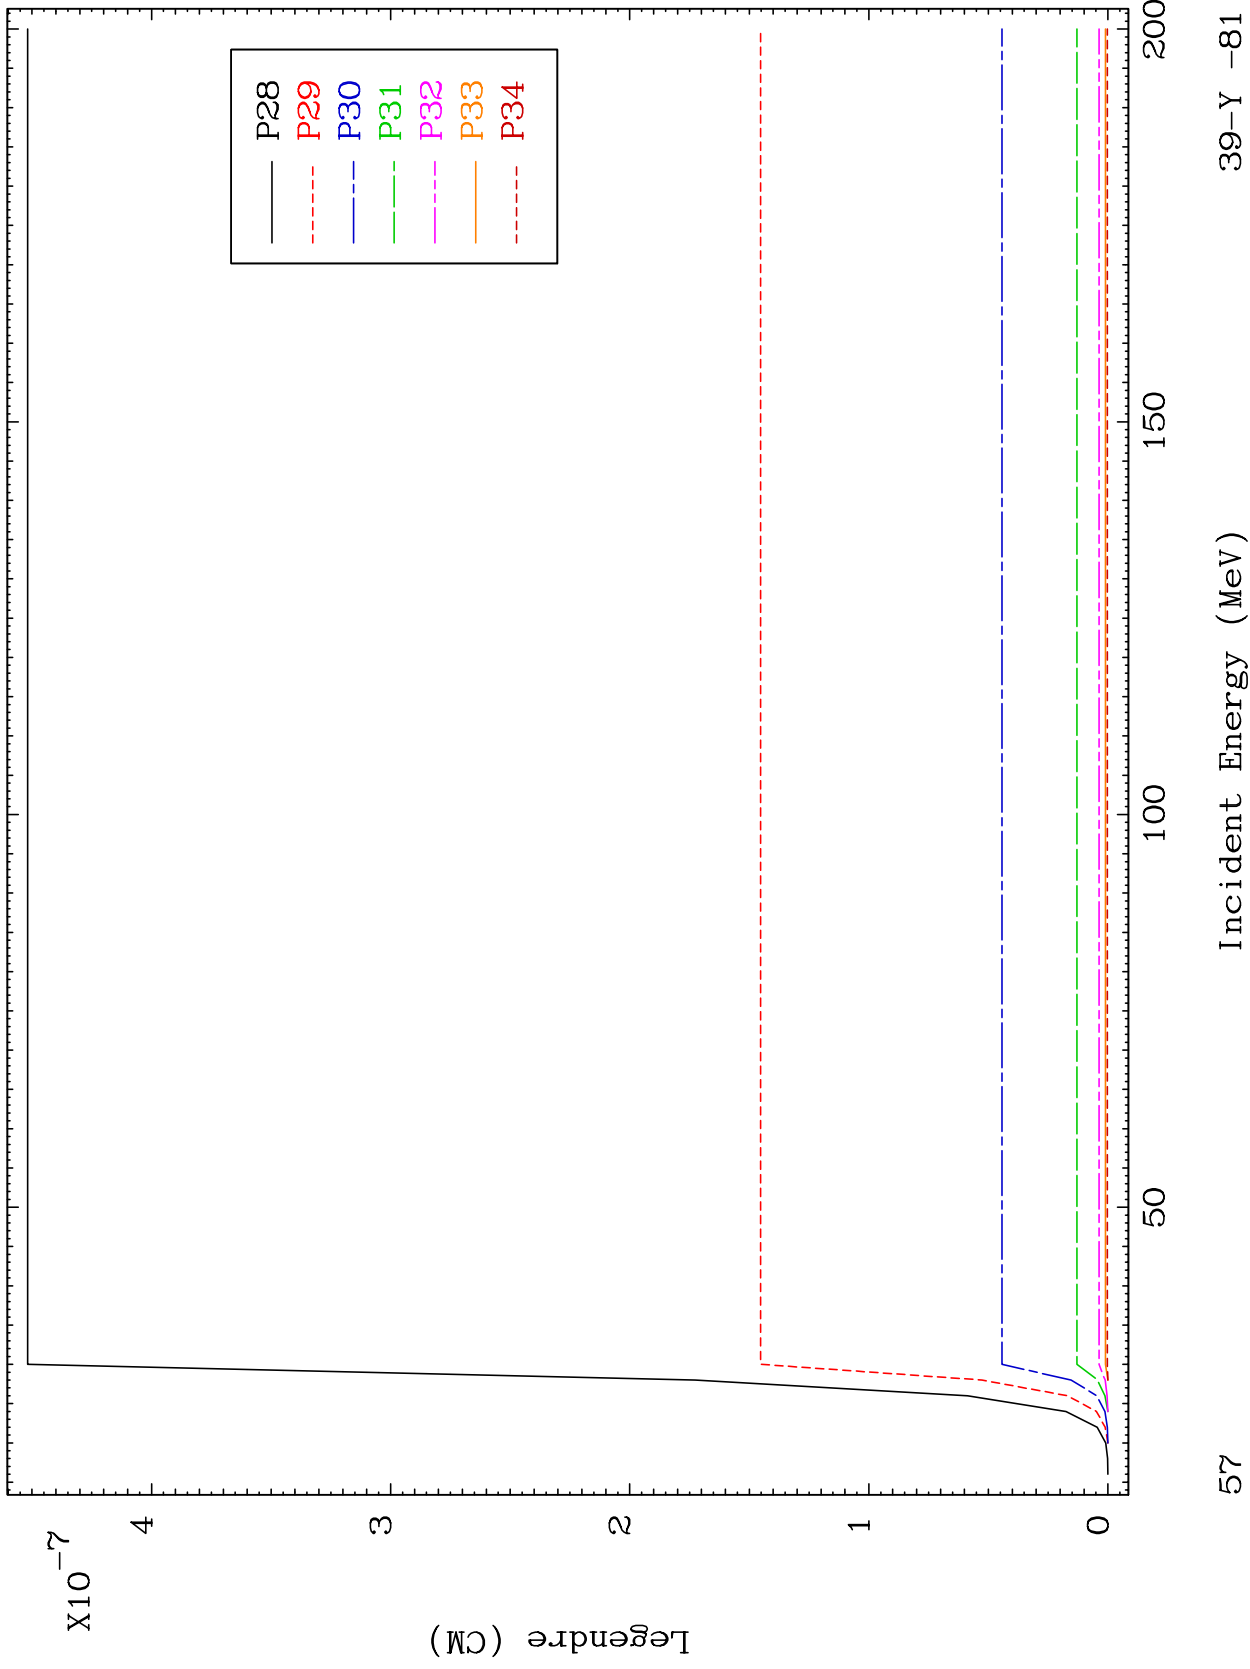 X10-7
4
3
2
1
0
Legendre (CM)
P28
P29
P30
P31
P32
P33
P34
50
100
150
200
57
Incident Energy (MeV)
39-Y -81